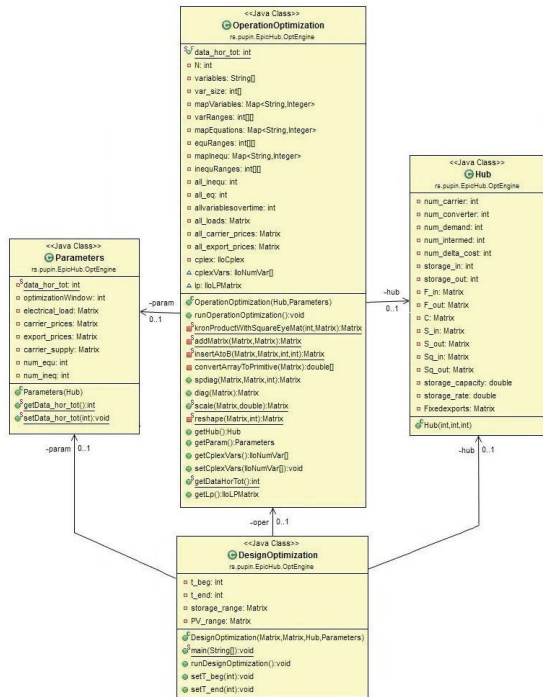 <<Java Class>>
OperationOptimization
rs.pupin.EpicHub.OptEngine
data_hor_tot: int
N: int
variables: String[]
var_size: int[]
mapVariables: Map<String,Integer>
varRanges: int[][]
mapEquations: Map<String,Integer>
equRanges: int[][]
mapInequ: Map<String,Integer>
inequRanges: int[][]
all_inequ: int
all_eq: int
allvariablesovertime: int
all_loads: Matrix
all_carrier_prices: Matrix
all_export_prices: Matrix
cplex: IloCplex
cplexVars: IloNumVar[]
lp: IloLPMatrix
OperationOptimization(Hub,Parameters)
runOperationOptimization():void
kronProductWithSquareEyeMat(int,Matrix):Matrix
addMatrix(Matrix,Matrix):Matrix
insertAtoB(Matrix,Matrix,int,int):Matrix
convertArrayToPrimitive(Matrix):double[]
spdiag(Matrix,Matrix,int):Matrix
diag(Matrix):Matrix
scale(Matrix,double):Matrix
reshape(Matrix,int):Matrix
getHub():Hub
getParam():Parameters
getCplexVars():IloNumVar[]
setCplexVars(IloNumVar[]):void
getDataHorTot():int
getLp():IloLPMatrix
<<Java Class>>
Parameters
rs.pupin.EpicHub.OptEngine
data_hor_tot: int
optimizationWindow: int
electrical_load: Matrix
carrier_prices: Matrix
export_prices: Matrix
carrier_supply: Matrix
num_equ: int
num_ineq: int
Parameters(Hub)
getData_hor_tot():int
setData_hor_tot(int):void
-param
0..1
<<Java Class>>
Hub
rs.pupin.EpicHub.OptEngine
num_carrier: int
num_converter: int
num_demand: int
num_intermed: int
num_delta_cost: int
storage_in: int
storage_out: int
F_in: Matrix
F_out: Matrix
C: Matrix
S_in: Matrix
S_out: Matrix
Sq_in: Matrix
Sq_out: Matrix
storage_capacity: double
storage_rate: double
Fixedexports: Matrix
Hub(int,int,int)
-hub
0..1
-param 0..1
-hub 0..1
-oper 0..1
<<Java Class>>
DesignOptimization
rs.pupin.EpicHub.OptEngine
t_beg: int
t_end: int
storage_range: Matrix
PV_range: Matrix
DesignOptimization(Matrix,Matrix,Hub,Parameters)
main(String[]):void
runDesignOptimization():void
setT_beg(int):void
setT_end(int):void